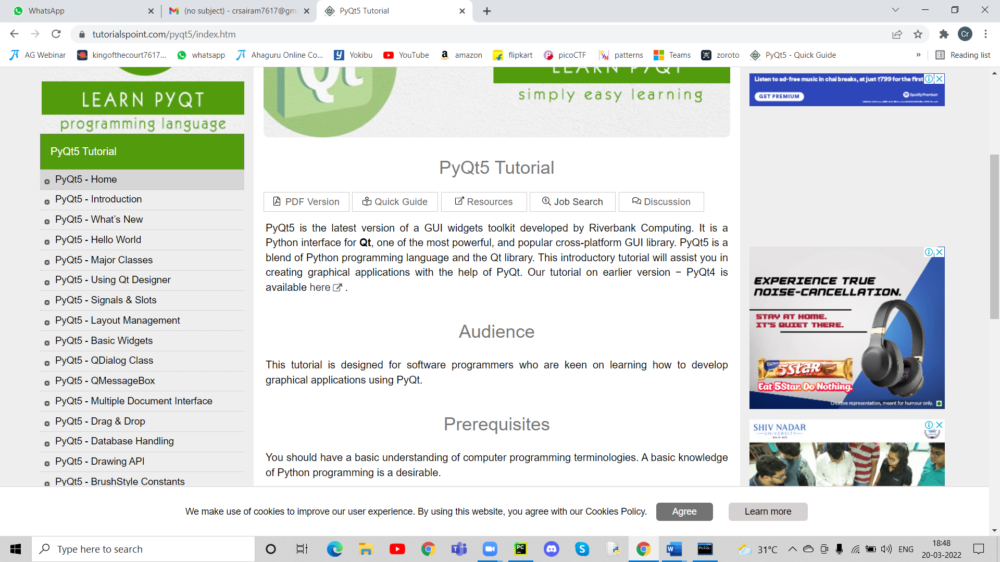 WhatsApp
(no subject) - crsairam7617@gm
PyQt5 Tutorial
tutorialspoint.com/pyqt5/index.htm
Cr
AG Webinar
kingofthecourt7617...
whatsapp
Ahaguru Online Co...
Yokibu
YouTube
amazon
flipkart
picoCTF
patterns
Teams
zoroto
PyQt5 - Quick Guide
»
Reading list
LEARN PYQT
programming language
PyQt5 Tutorial
PyQt5 - Home
PyQt5 - Introduction
PyQt5 - What's New
PyQt5 - Hello World
PyQt5 - Major Classes
PyQt5 - Using Qt Designer
PyQt5 - Signals & Slots
PyQt5 - Layout Management
PyQt5 - Basic Widgets
PyQt5 - QDialog Class
PyQt5 - QMessageBox
PyQt5 - Multiple Document Interface
PyQt5 - Drag & Drop
PyQt5 - Database Handling
PyQt5 - Drawing API
PyQt5 - BrushStyle Constants
Qt
LEARN PYQT
simply easy learning
PyQt5 Tutorial
PDF Version
Quick Guide
Resources
Job Search
Discussion
PyQt5 is the latest version of a GUI widgets toolkit developed by Riverbank Computing. It is a
Python interface for Qt, one of the most powerful, and popular cross-platform GUI library. PyQt5 is a
blend of Python programming language and the Qt library. This introductory tutorial will assist you in
creating graphical applications with the help of PyQt. Our tutorial on earlier version − PyQt4 is
available here .
Audience
This tutorial is designed for software programmers who are keen on learning how to develop
graphical applications using PyQt.
Prerequisites
You should have a basic understanding of computer programming terminologies. A basic knowledge
of Python programming is a desirable.
Listen to ad-free music in chai breaks, at just ₹799 for the first
GET PREMIUM
Spotify Premium
EXPERIENCE TRUE
NOISE-CANCELLATION.
STAY AT HOME.
IT'S QUIET THERE.
5Star
Eat 5Star. Do Nothing.
Creative representation, meant for humour only.
SHIV NADAR
UNIVERSITY
We make use of cookies to improve our user experience. By using this website, you agree with our Cookies Policy.
Agree
Learn more
Type here to search
PC
W
MySQL
31°C
ENG
18:48
20-03-2022